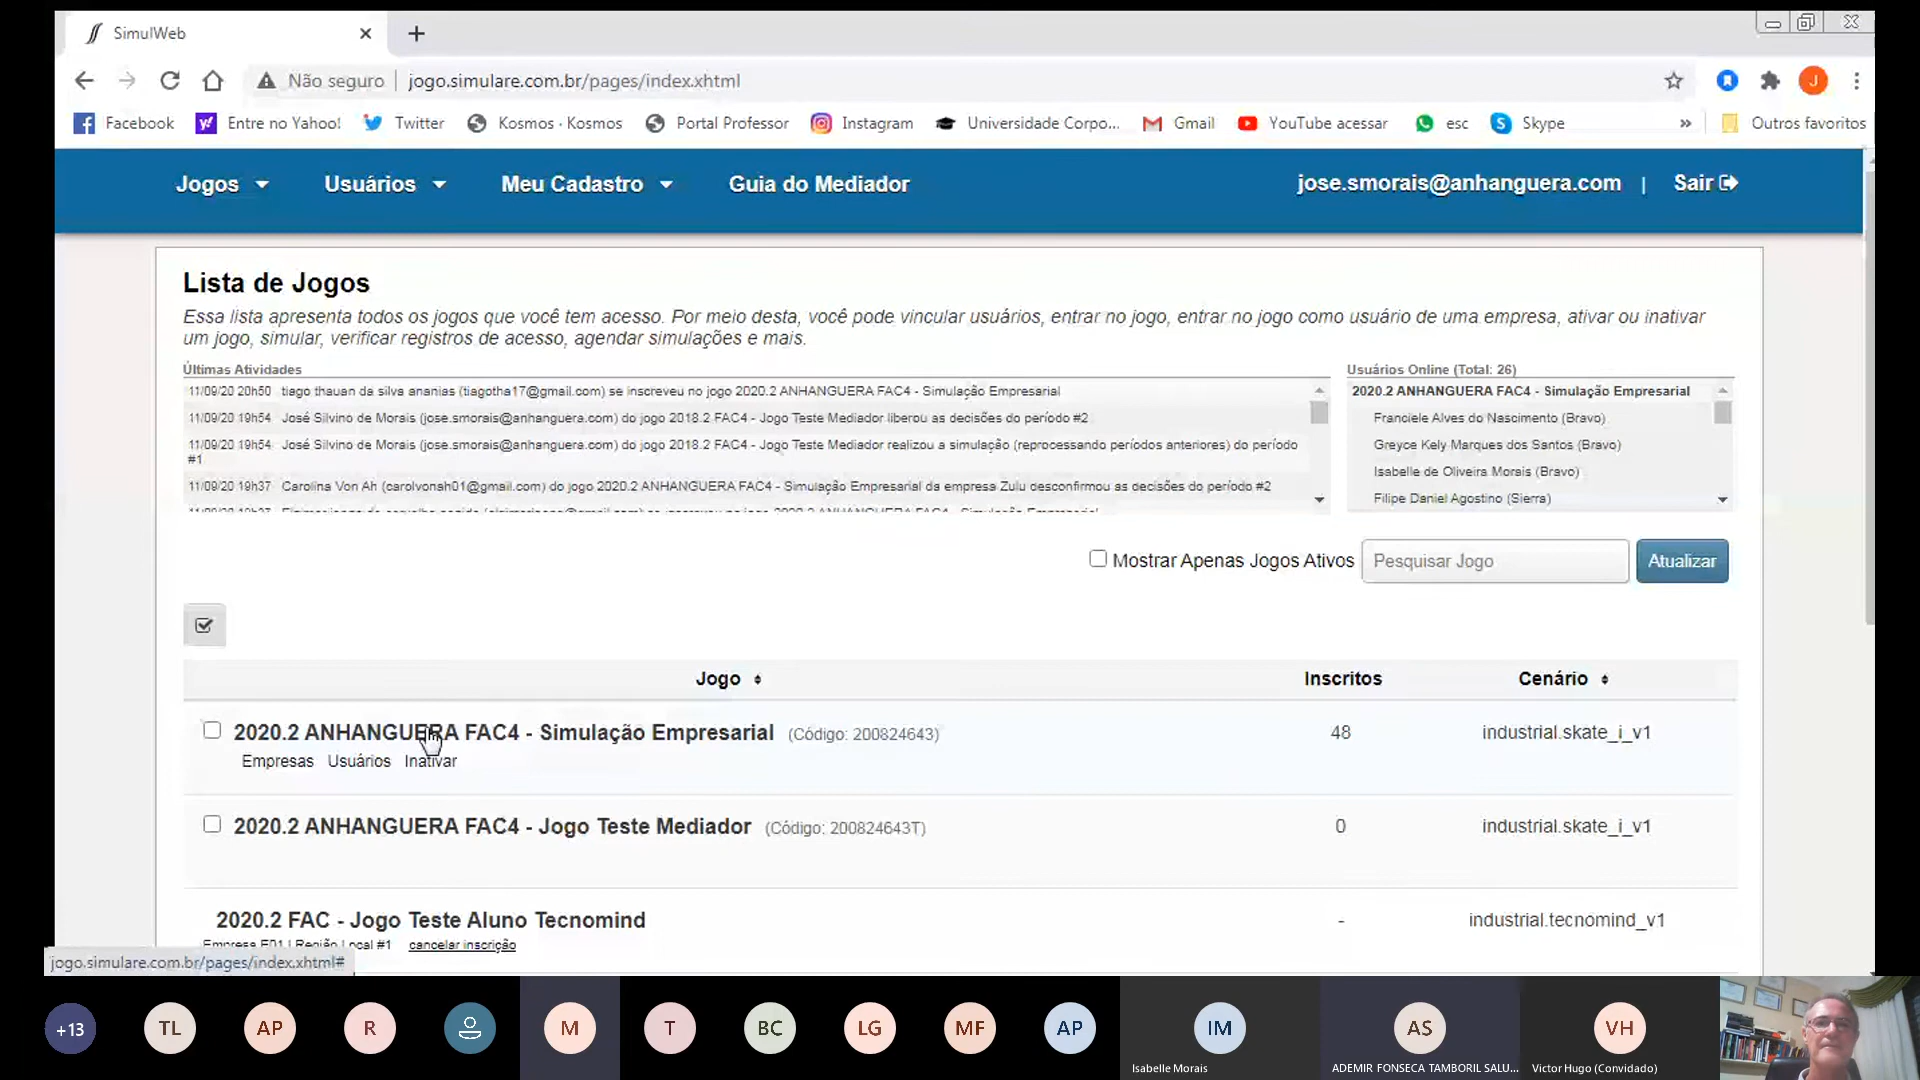 SimulWeb
Não seguro | jogo.simulare.com.br/pages/index.xhtml
J
Facebook Entre no Yahoo! Twitter Kosmos · Kosmos Portal Professor Instagram Universidade Corpo... Gmail YouTube acessar esc Skype » Outros favoritos
Jogos Usuários Meu Cadastro Guia do Mediador jose.smorais@anhanguera.com | Sair
Lista de Jogos
Essa lista apresenta todos os jogos que você tem acesso. Por meio desta, você pode vincular usuários, entrar no jogo, entrar no jogo como usuário de uma empresa, ativar ou inativar
um jogo, simular, verificar registros de acesso, agendar simulações e mais.
Últimas Atividades
11/09/20 20h50 tiago thauan da silva ananias (tiagotha17@gmail.com) se inscreveu no jogo 2020.2 ANHANGUERA FAC4 - Simulação Empresarial
11/09/20 19h54 José Silvino de Morais (jose.smorais@anhanguera.com) do jogo 2018.2 FAC4 - Jogo Teste Mediador liberou as decisões do período #2
11/09/20 19h54 José Silvino de Morais (jose.smorais@anhanguera.com) do jogo 2018.2 FAC4 - Jogo Teste Mediador realizou a simulação (reprocessando períodos anteriores) do período
#1
11/09/20 19h37 Carolina Von Ah (carolvonah01@gmail.com) do jogo 2020.2 ANHANGUERA FAC4 - Simulação Empresarial da empresa Zulu desconfirmou as decisões do período #2
Usuários Online (Total: 26)
2020.2 ANHANGUERA FAC4 - Simulação Empresarial
Franciele Alves do Nascimento (Bravo)
Greyce Kely Marques dos Santos (Bravo)
Isabelle de Oliveira Morais (Bravo)
Filipe Daniel Agostino (Sierra)
Mostrar Apenas Jogos Ativos Pesquisar Jogo Atualizar
Jogo Inscritos Cenário
2020.2 ANHANGUERA FAC4 - Simulação Empresarial (Código: 200824643) 48 industrial.skate_i_v1
Empresas Usuários Inativar
2020.2 ANHANGUERA FAC4 - Jogo Teste Mediador (Código: 200824643T) 0 industrial.skate_i_v1
2020.2 FAC - Jogo Teste Aluno Tecnomind - industrial.tecnomind_v1
Empresa E01 | Região Local #1 cancelar inscrição
jogo.simulare.com.br/pages/index.xhtml#
+13 TL AP R M T BC LG MF AP IM AS VH
Isabelle Morais ADEMIR FONSECA TAMBORIL SALU... Victor Hugo (Convidado)